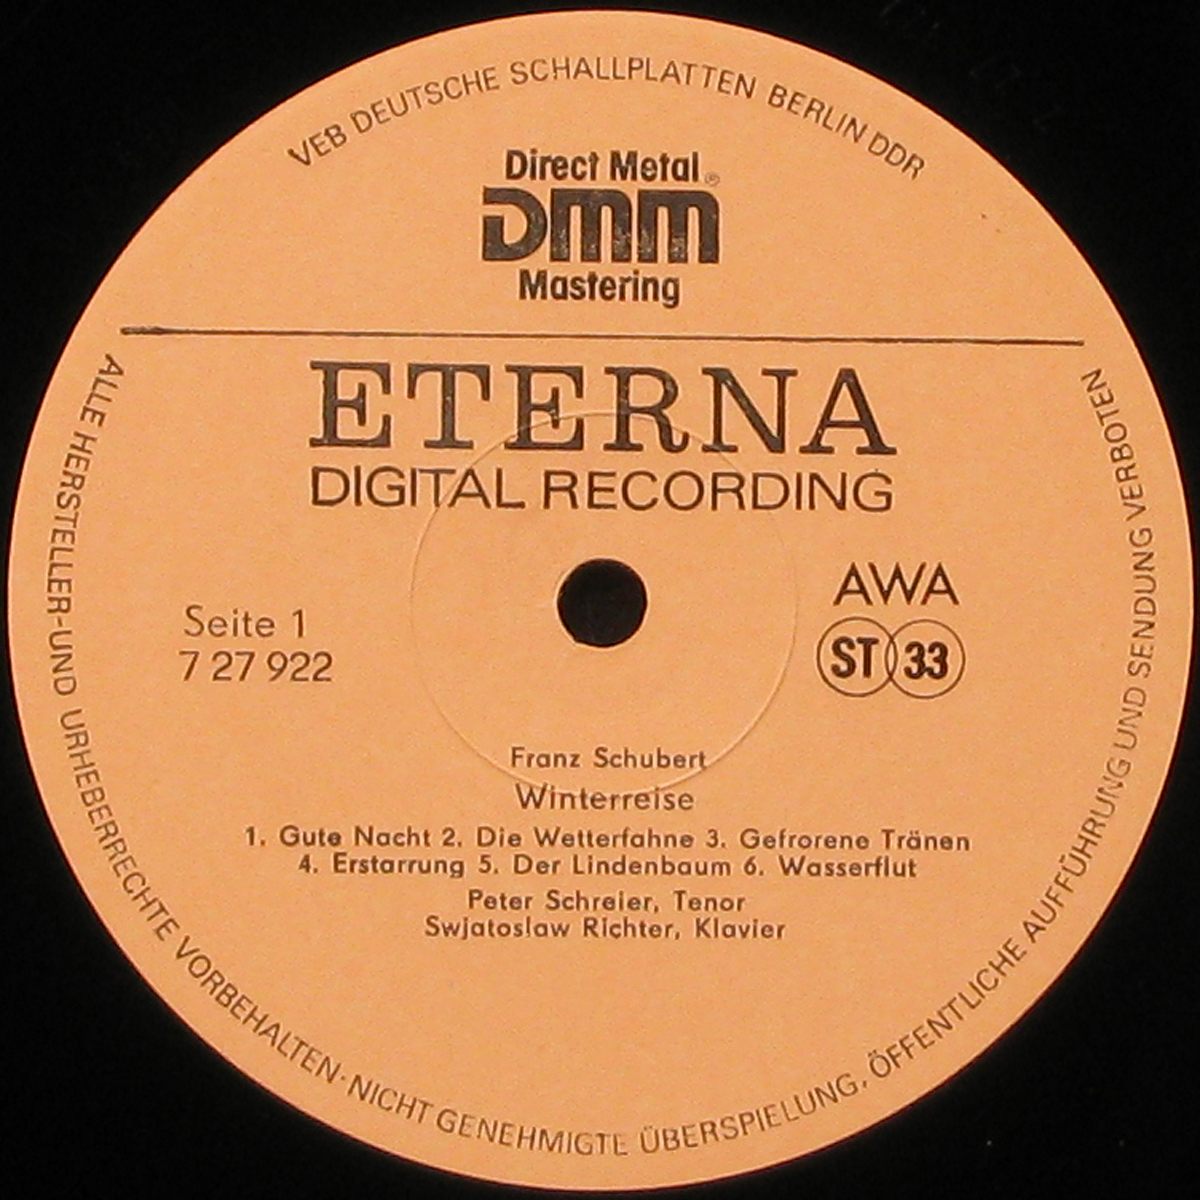 VEB DEUTSCHE SCHALLPLATTEN BERLIN DDR
Direct Metal ®
DMM
Mastering
ETERNA
DIGITAL RECORDING
AWA
ST 33
Seite 1
7 27 922
Franz Schubert
Winterreise
1. Gute Nacht 2. Die Wetterfahne 3. Gefrorene Tränen
4. Erstarrung 5. Der Lindenbaum 6. Wasserflut
Peter Schreier, Tenor
Swjatoslaw Richter, Klavier
ALLE HERSTELLER-UND URHEBERRECHTE VORBEHALTEN·NICHT GENEHMIGTE ÜBERSPIELUNG, ÖFFENTLICHE AUFFÜHRUNG UND SENDUNG VERBOTEN